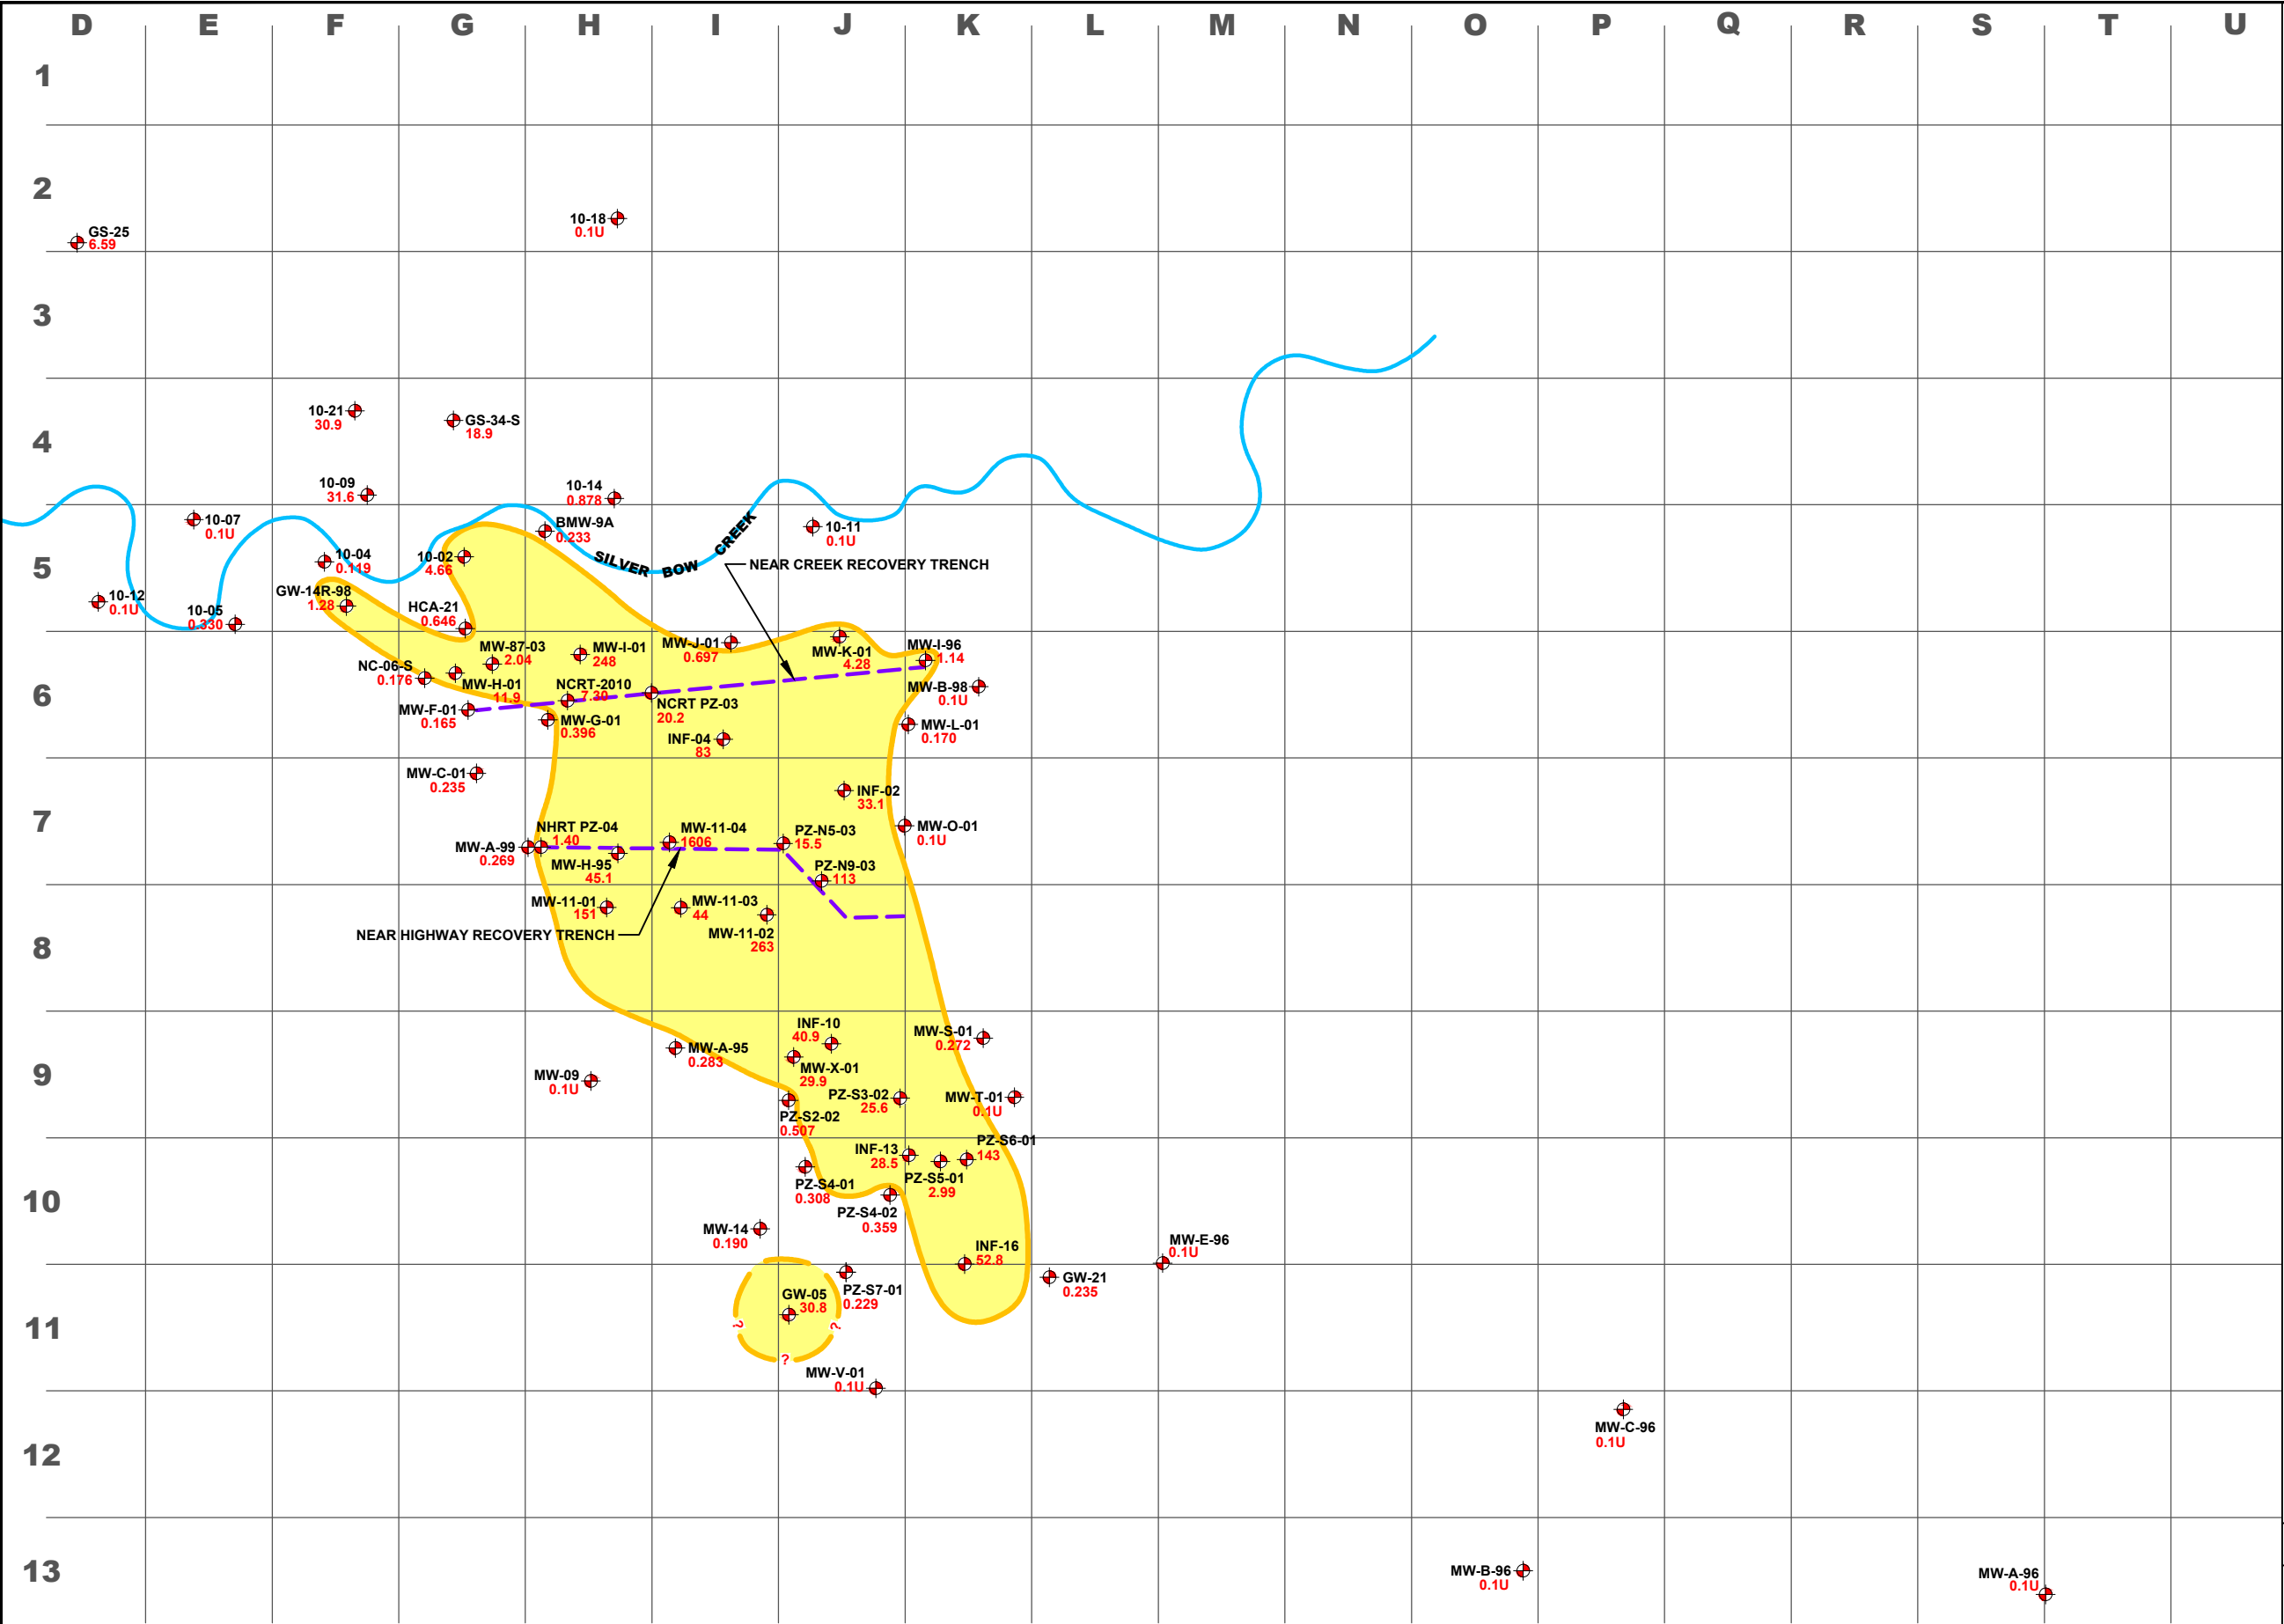 D E F G H I J K L M N O P Q R S T U
1
2
10-18
0.1U
GS-25
6.59
3
4
10-21
30.9
GS-34-S
18.9
10-09
31.6
10-14
0.878
10-07
0.1U
BMW-9A
0.233
10-11
0.1U
SILVER BOW CREEK
5
10-04
0.119
10-02
4.66
NEAR CREEK RECOVERY TRENCH
10-12
0.1U
GW-14R-98
1.28
10-05
0.330
HCA-21
0.646
6
MW-87-03
2.04
MW-I-01
248
MW-J-01
0.697
MW-K-01
4.28
MW-I-96
1.14
NC-06-S
0.176
MW-H-01
11.9
NCRT-2010
7.39
MW-B-98
0.1U
MW-F-01
0.165
MW-G-01
0.396
NCRT PZ-03
20.2
MW-L-01
0.170
INF-04
83
MW-C-01
0.235
INF-02
33.1
7
MW-A-99
0.269
NHRT PZ-04
1.40
MW-H-95
45.1
MW-11-04
1606
PZ-N5-03
15.5
MW-O-01
0.1U
PZ-N9-03
113
MW-11-01
151
MW-11-03
44
MW-11-02
263
NEAR HIGHWAY RECOVERY TRENCH
8
INF-10
40.9
MW-S-01
0.272
MW-A-95
0.283
MW-X-01
29.9
9
MW-09
0.1U
PZ-S3-02
25.6
MW-T-01
0.1U
PZ-S2-02
0.507
INF-13
28.5
PZ-S6-01
143
PZ-S4-01
0.308
PZ-S5-01
2.99
10
PZ-S4-02
0.359
MW-14
0.190
INF-16
52.8
MW-E-96
0.1U
GW-21
0.235
PZ-S7-01
0.229
GW-05
30.8
11
?
?
?
MW-V-01
0.1U
MW-C-96
0.1U
12
13
MW-B-96
0.1U
MW-A-96
0.1U